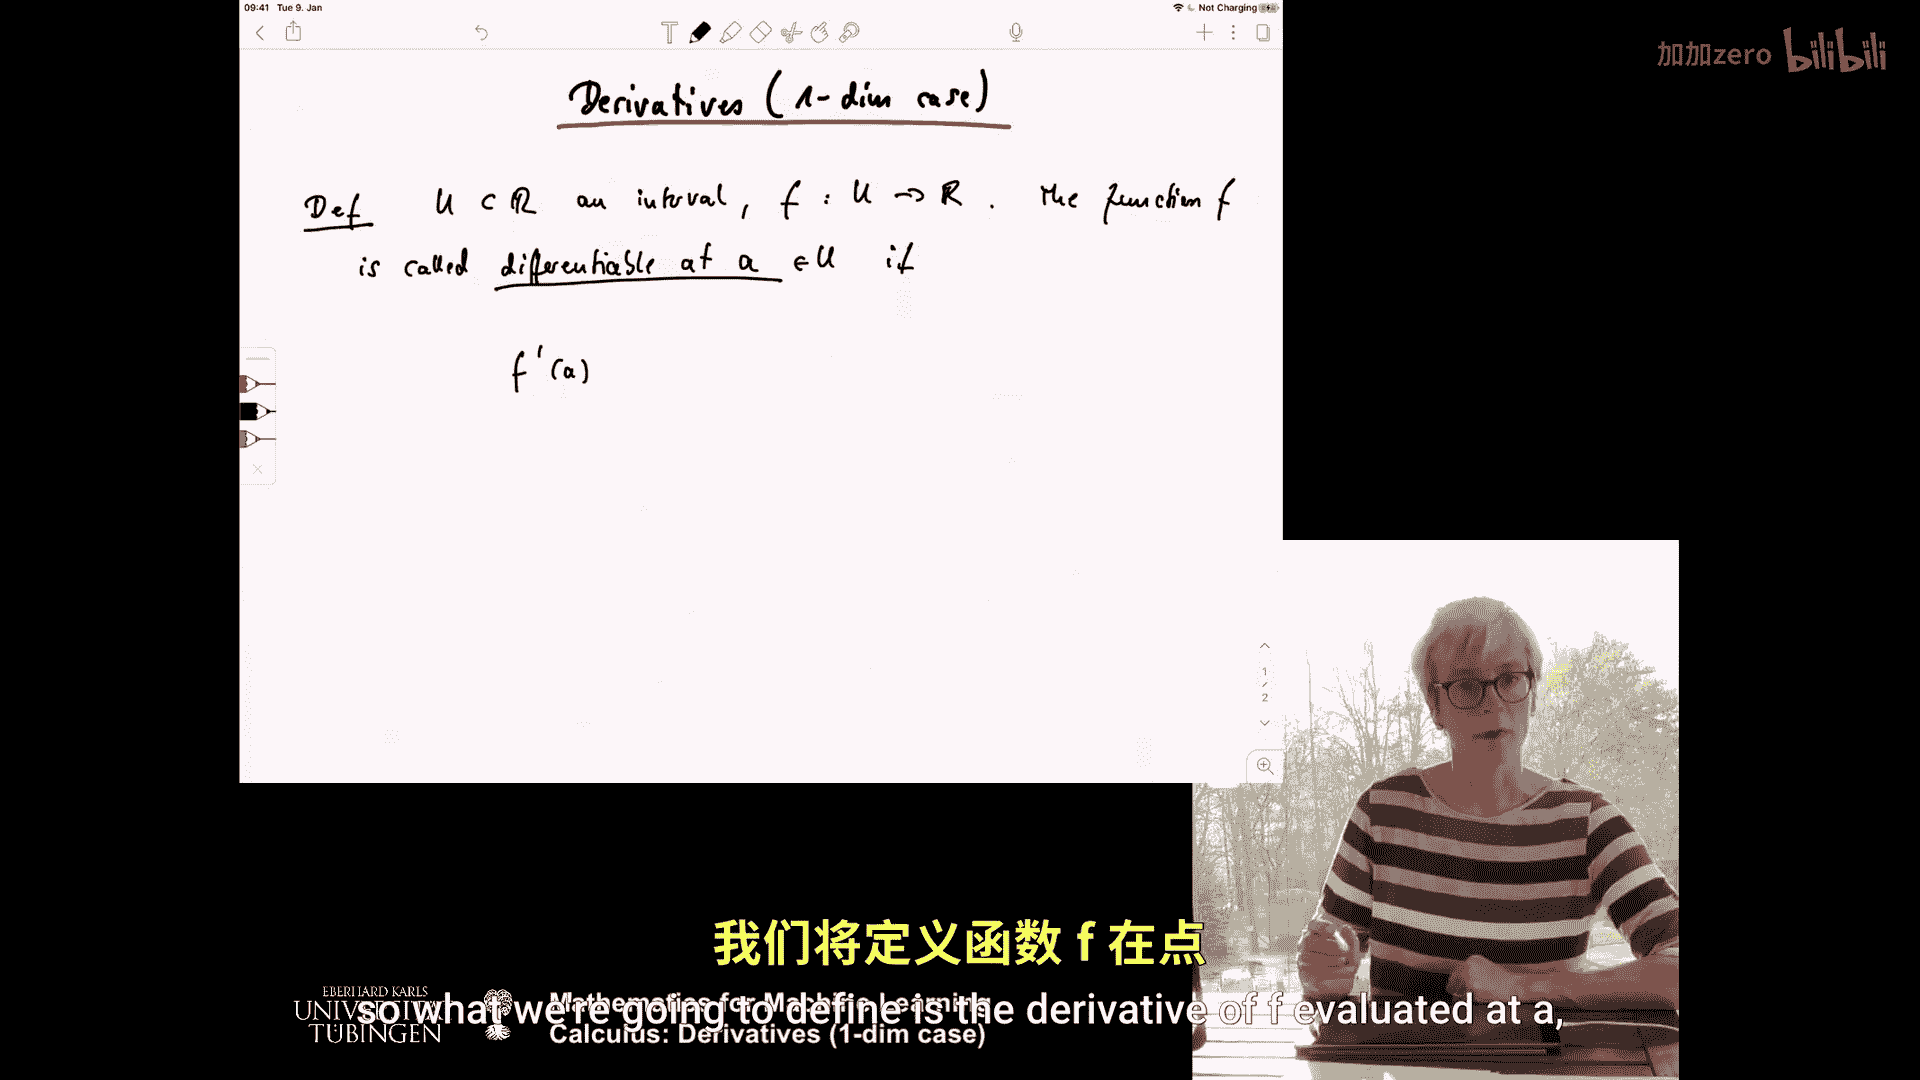 09:41 Tue 9. Jan
Not Charging
加加zero bilibili
T
Derivatives (1-dim case)
Def U ⊂ ℝ an interval, f : U → ℝ . The function f
is called differentiable at a ∈ U if
f'(a)
1
2
我们将定义函数 f 在点
so what we're going to define is the derivative of f evaluated at a,
EBERHARD KARLS
UNIVERSITÄT
TÜBINGEN
Mathematics for Machine Learning
Calculus: Derivatives (1-dim case)